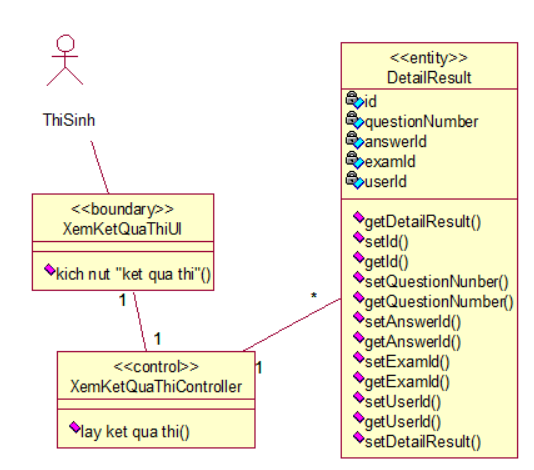 ThiSinh
<<boundary>>
XemKetQuaThiUI
kich nut "ket qua thi"()
1
1
<<control>>
XemKetQuaThiController
lay ket qua thi()
1
*
<<entity>>
DetailResult
id
questionNumber
answerId
examId
userId
getDetailResult()
setId()
getId()
setQuestionNunber()
getQuestionNumber()
setAnswerId()
getAnswerId()
setExamId()
getExamId()
setUserId()
getUserId()
setDetailResult()